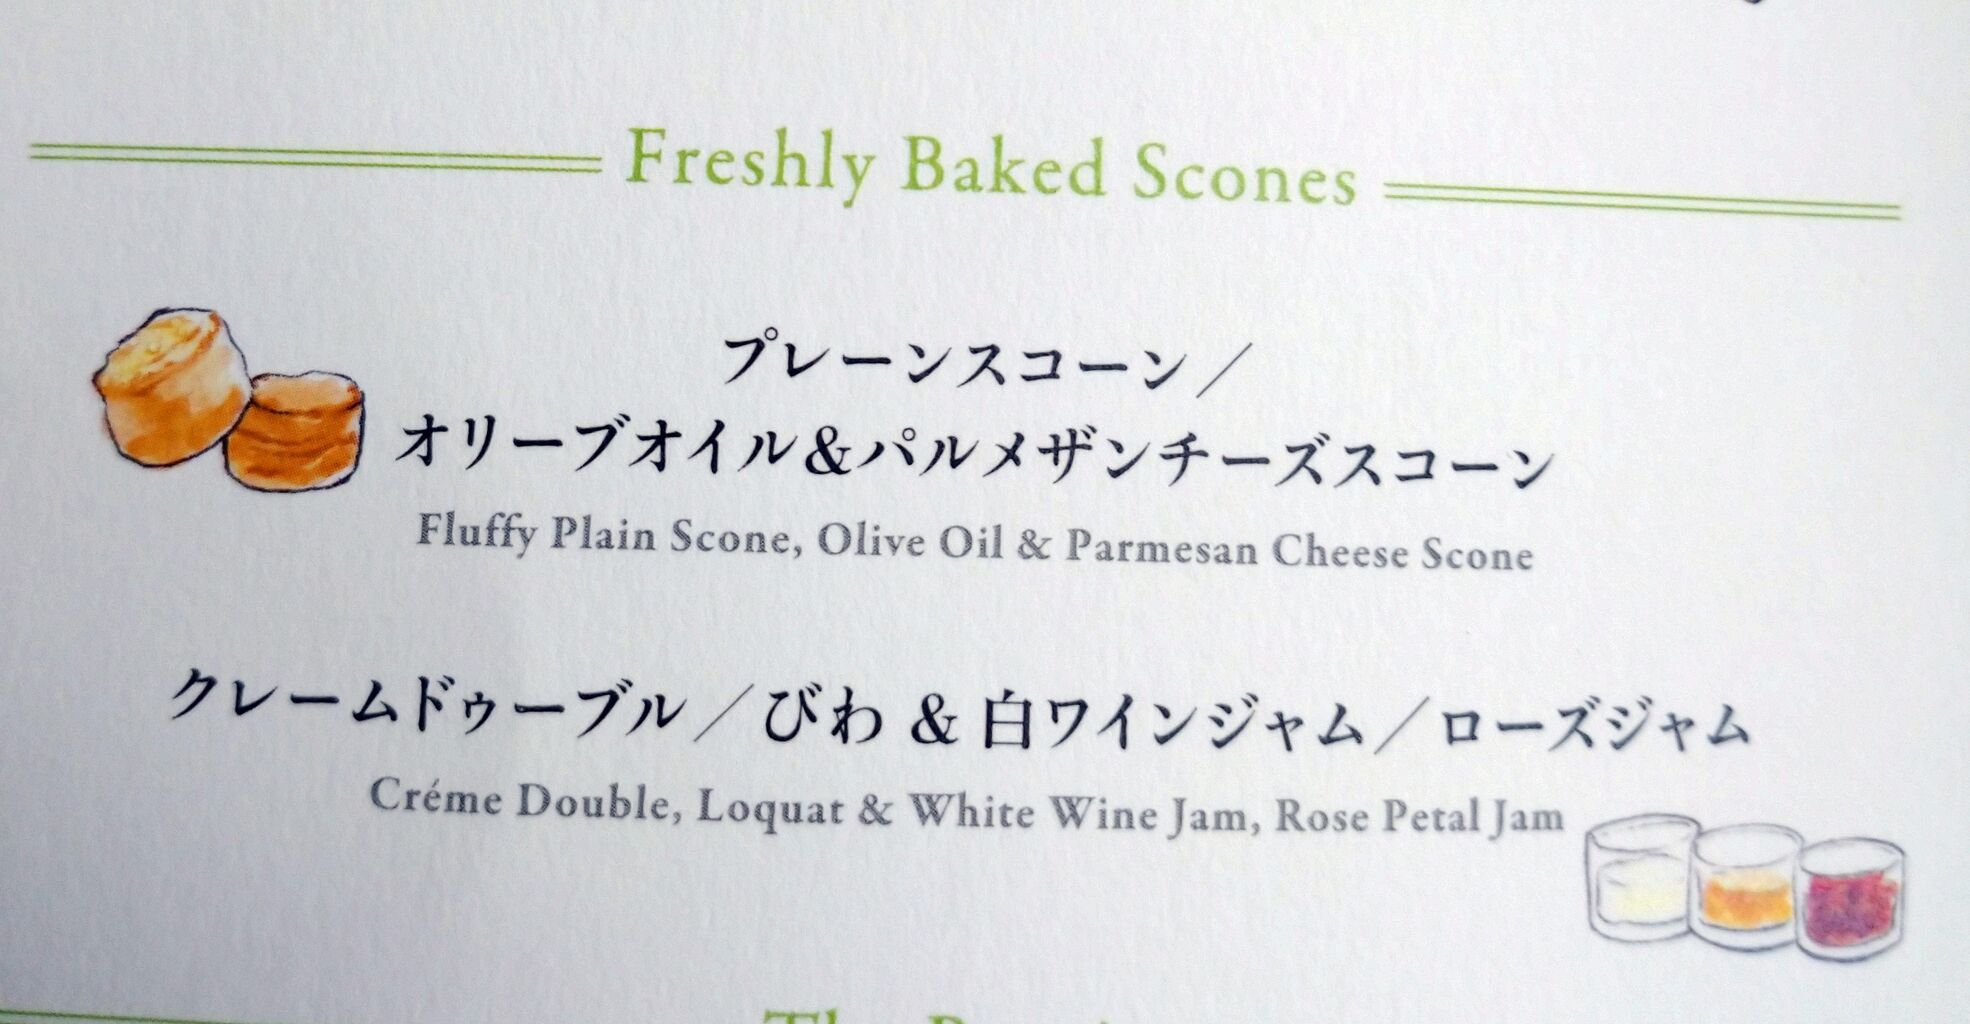 Freshly Baked Scones
プレーンスコーン／
オリーブオイル&パルメザンチーズスコーン
Fluffy Plain Scone, Olive Oil & Parmesan Cheese Scone
クレームドゥーブル／びわ & 白ワインジャム／ローズジャム
Créme Double, Loquat & White Wine Jam, Rose Petal Jam